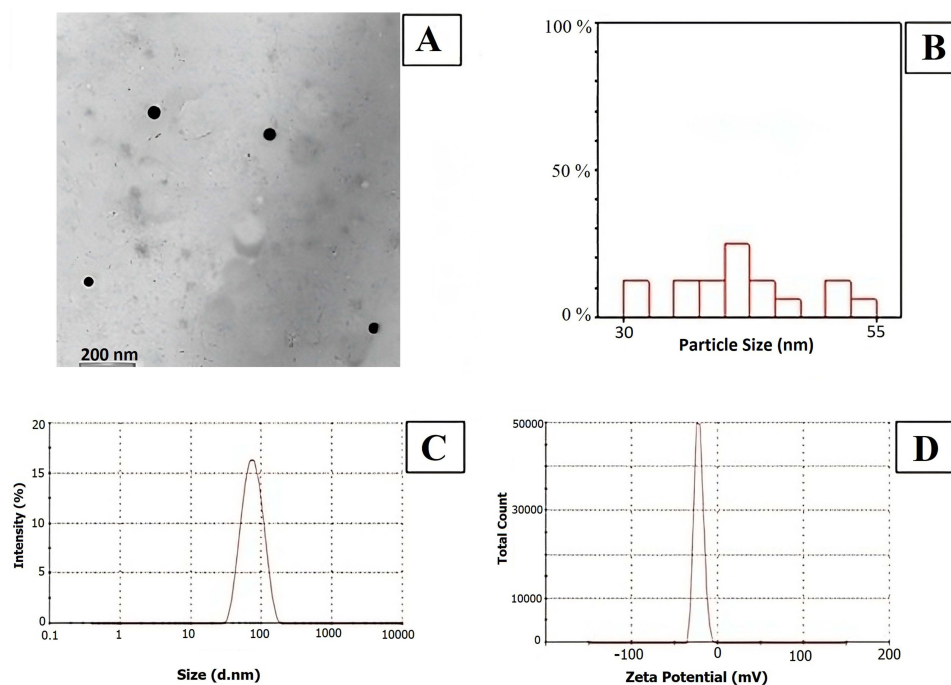 A
200 nm
B
100 %
50 %
0 %
30
55
Particle Size (nm)
C
20
15
10
5
0
0.1
1
10
100
1000
10000
Intensity (%)
Size (d.nm)
D
50000
30000
10000
0
-100
0
100
200
Total Count
Zeta Potential (mV)